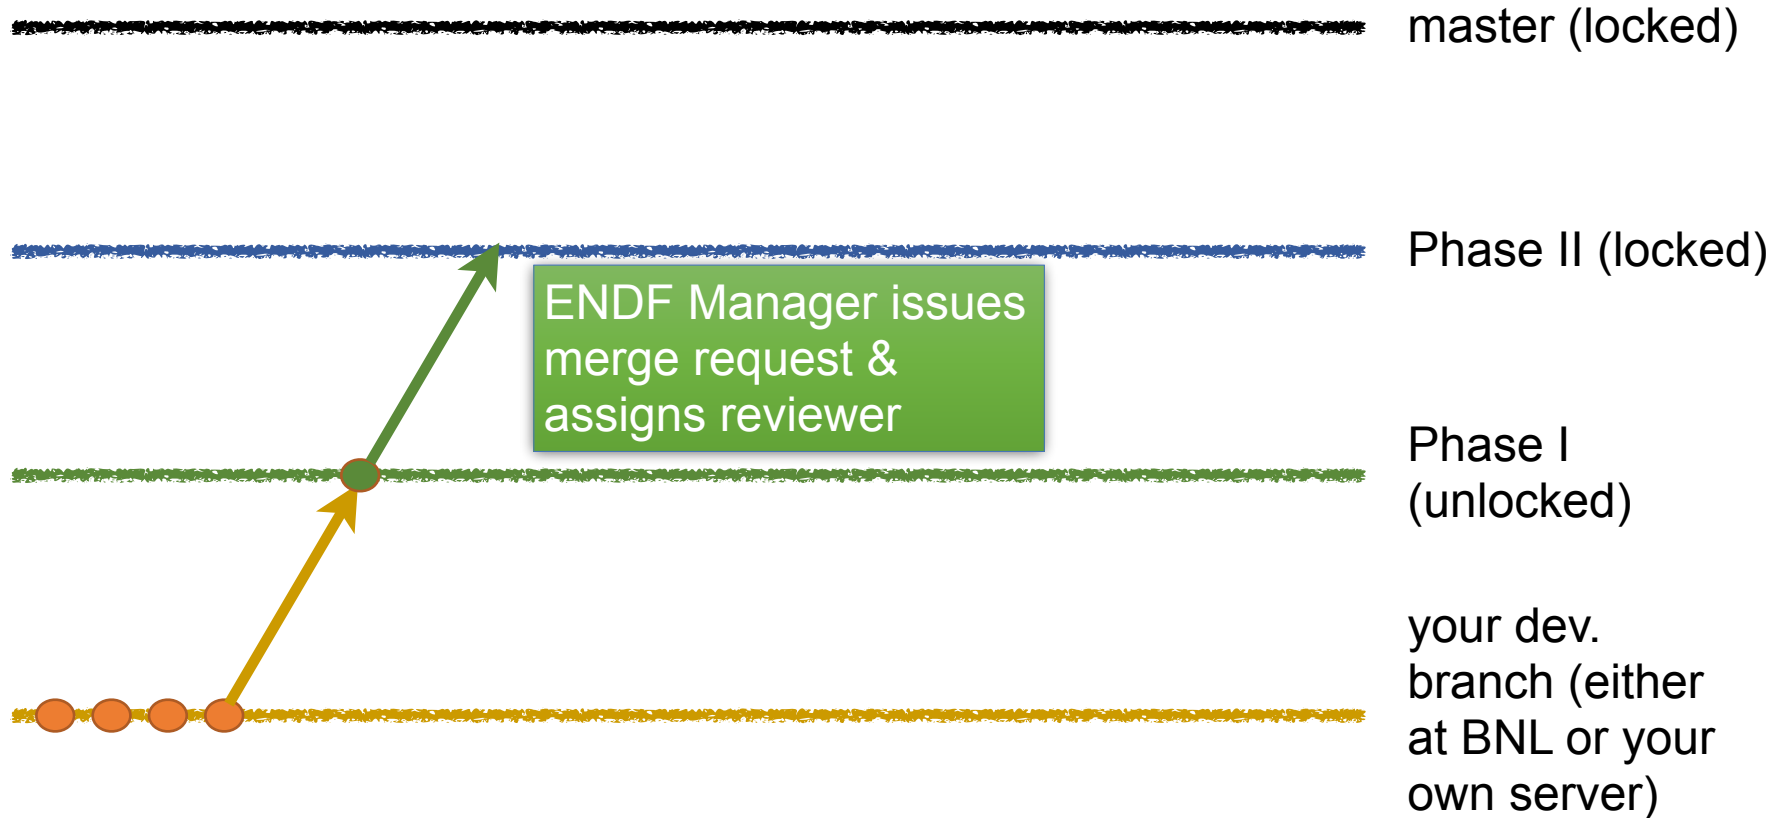 master (locked)
Phase II (locked)
ENDF Manager issues
merge request &
assigns reviewer
Phase I
(unlocked)
your dev.
branch (either
at BNL or your
own server)